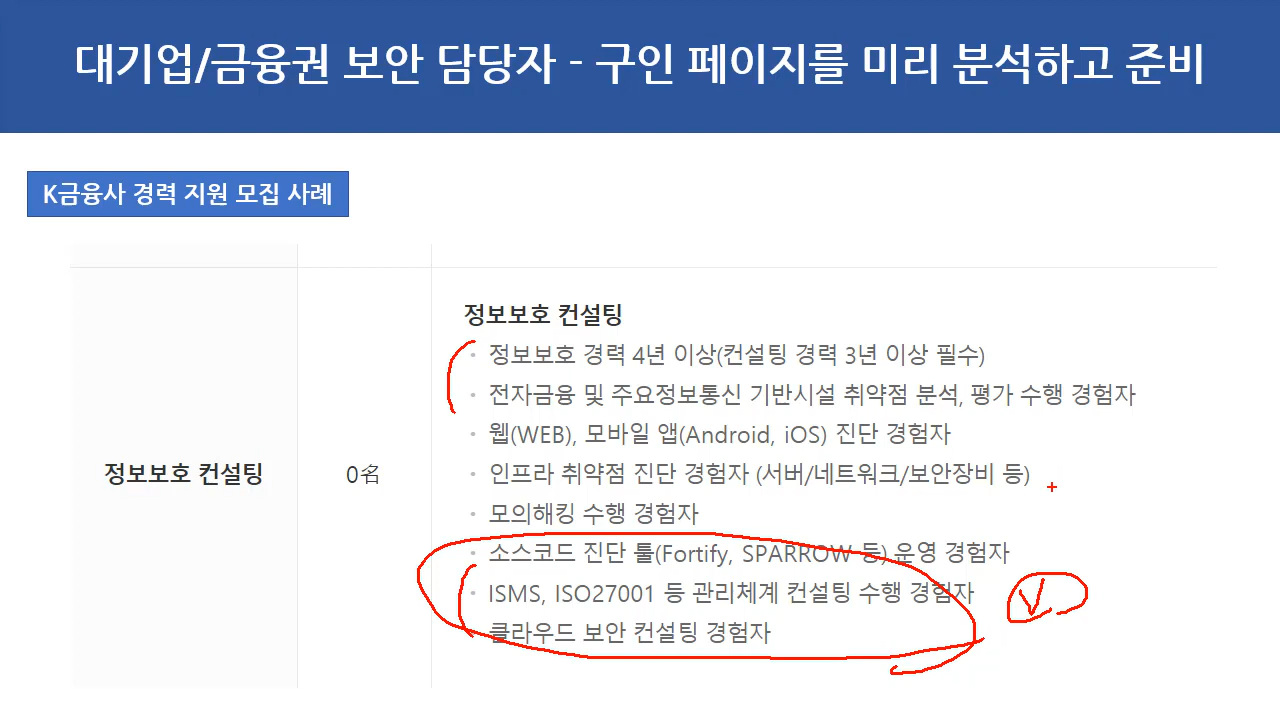 대기업/금융권 보안 담당자 - 구인 페이지를 미리 분석하고 준비
K금융사 경력 지원 모집 사례
정보보호 컨설팅
0名
정보보호 컨설팅
• 정보보호 경력 4년 이상(컨설팅 경력 3년 이상 필수)
• 전자금융 및 주요정보통신 기반시설 취약점 분석, 평가 수행 경험자
• 웹(WEB), 모바일 앱(Android, iOS) 진단 경험자
• 인프라 취약점 진단 경험자 (서버/네트워크/보안장비 등)
• 모의해킹 수행 경험자
• 소스코드 진단 툴(Fortify, SPARROW 등) 운영 경험자
• ISMS, ISO27001 등 관리체계 컨설팅 수행 경험자
• 클라우드 보안 컨설팅 경험자